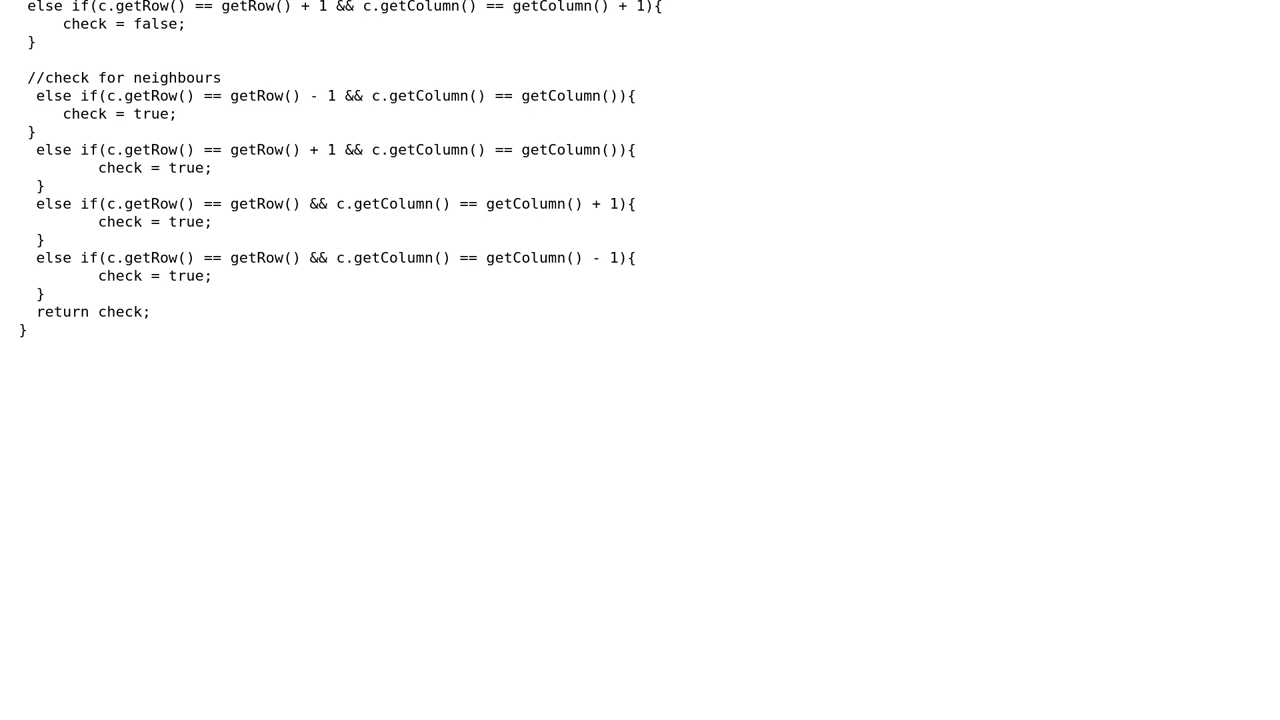 else if(c.getRow() == getRow() + 1 && c.getColumn() == getColumn() + 1){
check = false;
}
//check for neighbours
else if(c.getRow() == getRow() - 1 && c.getColumn() == getColumn()){
check = true;
}
else if(c.getRow() == getRow() + 1 && c.getColumn() == getColumn()){
check = true;
}
else if(c.getRow() == getRow() && c.getColumn() == getColumn() + 1){
check = true;
}
else if(c.getRow() == getRow() && c.getColumn() == getColumn() - 1){
check = true;
}
return check;
}